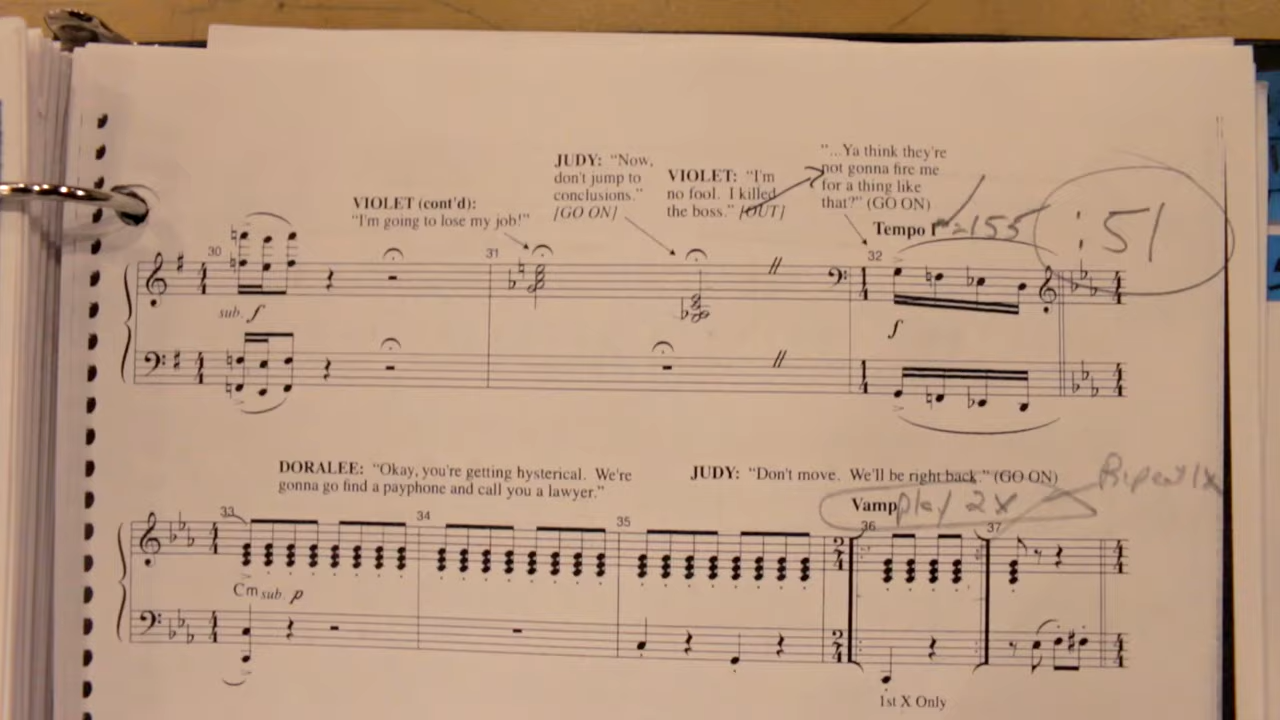 JUDY: "Now,
don't jump to
conclusions."
[GO ON]
VIOLET: "I'm
no fool. I killed
the boss." [OUT]
"...Ya think they're
not gonna fire me
for a thing like
that?" (GO ON)
VIOLET (cont'd):
"I'm going to lose my job!"
Tempo I
=155
:51
30
31
32
sub. f
f
DORALEE: "Okay, you're getting hysterical. We're
gonna go find a payphone and call you a lawyer."
JUDY: "Don't move. We'll be right back." (GO ON)
Vamp play 2x
33
34
35
36
37
Cm sub. p
1st X Only